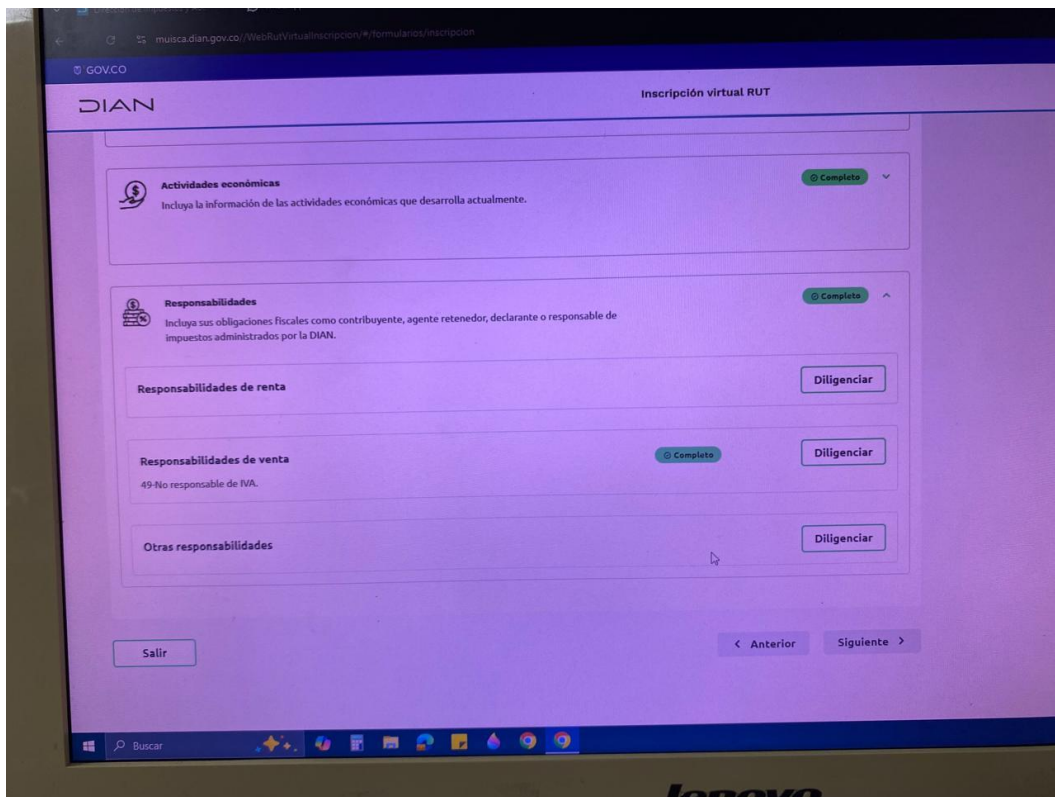 muisca.dian.gov.co//WebRutVirtualInscripcion/#/formularios/inscripcion
GOV.CO
DIAN
Inscripción virtual RUT
Actividades económicas
Completo
Incluya la información de las actividades económicas que desarrolla actualmente.
Responsabilidades
Completo
Incluya sus obligaciones fiscales como contribuyente, agente retenedor, declarante o responsable de
impuestos administrados por la DIAN.
Responsabilidades de renta
Diligenciar
Responsabilidades de venta
Completo
Diligenciar
49-No responsable de IVA.
Otras responsabilidades
Diligenciar
Salir
< Anterior
Siguiente >
Buscar
lenovo